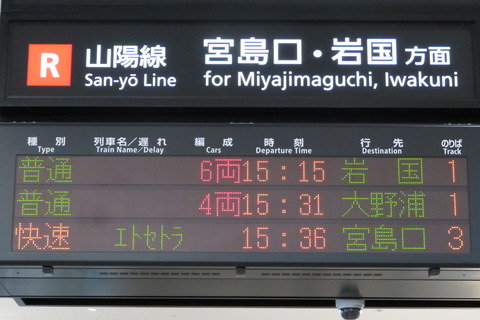 R 山陽線 宮島口・岩国 方面
San-yō Line for Miyajimaguchi, Iwakuni
種別 列車名/遅れ 編成 時刻 行先 のりば
Type Train Name/Delay Cars Departure Time Destination Track
普通 6両 15:15 岩国 1
普通 4両 15:31 大野浦 1
快速 エトセトラ 15:36 宮島口 3